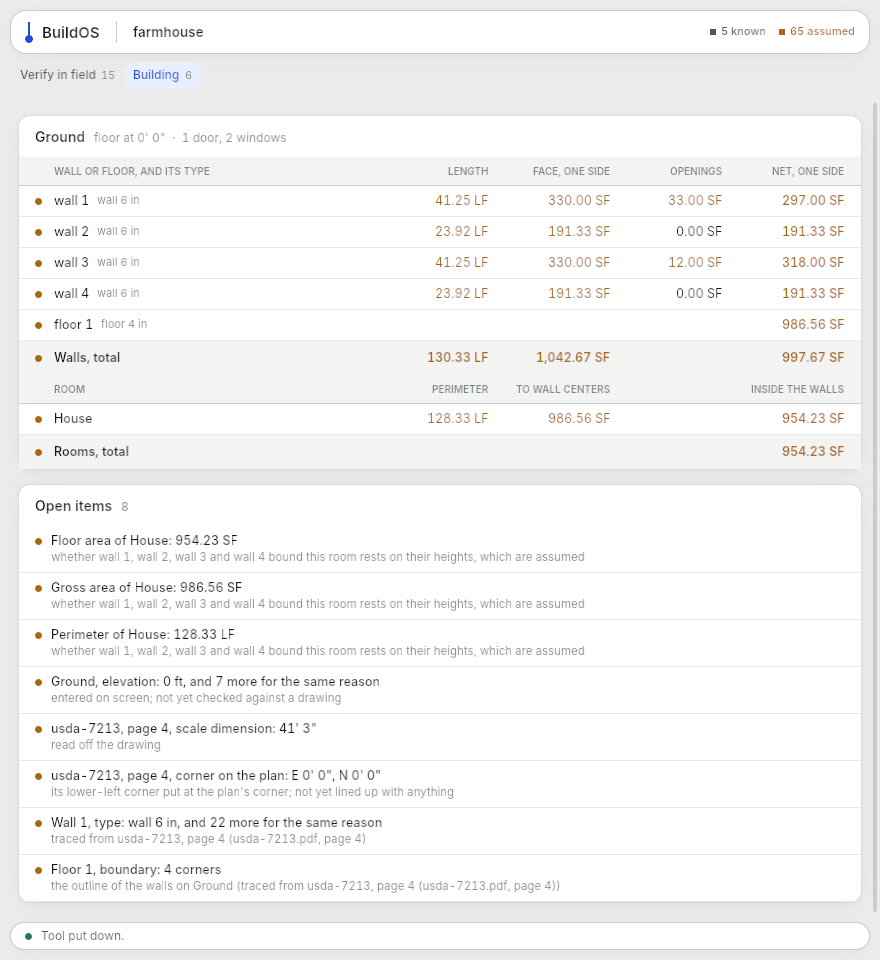 BuildOS farmhouse 5 known 65 assumed
Verify in field 15 Building 6
Ground floor at 0' 0" · 1 door, 2 windows
WALL OR FLOOR, AND ITS TYPE LENGTH FACE, ONE SIDE OPENINGS NET, ONE SIDE
wall 1 wall 6 in 41.25 LF 330.00 SF 33.00 SF 297.00 SF
wall 2 wall 6 in 23.92 LF 191.33 SF 0.00 SF 191.33 SF
wall 3 wall 6 in 41.25 LF 330.00 SF 12.00 SF 318.00 SF
wall 4 wall 6 in 23.92 LF 191.33 SF 0.00 SF 191.33 SF
floor 1 floor 4 in 986.56 SF
Walls, total 130.33 LF 1,042.67 SF 997.67 SF
ROOM PERIMETER TO WALL CENTERS INSIDE THE WALLS
House 128.33 LF 986.56 SF 954.23 SF
Rooms, total 954.23 SF
Open items 8
Floor area of House: 954.23 SF
whether wall 1, wall 2, wall 3 and wall 4 bound this room rests on their heights, which are assumed
Gross area of House: 986.56 SF
whether wall 1, wall 2, wall 3 and wall 4 bound this room rests on their heights, which are assumed
Perimeter of House: 128.33 LF
whether wall 1, wall 2, wall 3 and wall 4 bound this room rests on their heights, which are assumed
Ground, elevation: 0 ft, and 7 more for the same reason
entered on screen; not yet checked against a drawing
usda-7213, page 4, scale dimension: 41' 3"
read off the drawing
usda-7213, page 4, corner on the plan: E 0' 0", N 0' 0"
its lower-left corner put at the plan's corner; not yet lined up with anything
Wall 1, type: wall 6 in, and 22 more for the same reason
traced from usda-7213, page 4 (usda-7213.pdf, page 4)
Floor 1, boundary: 4 corners
the outline of the walls on Ground (traced from usda-7213, page 4 (usda-7213.pdf, page 4))
Tool put down.